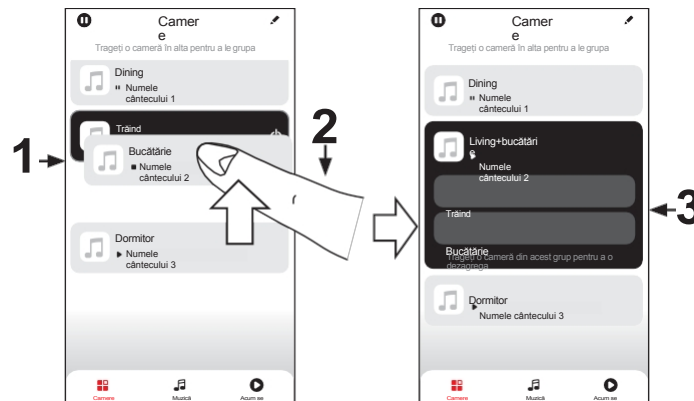 Camer
e
Trageți o cameră în alta pentru a le grupa
Dining
Numele
cântecului 1
Trăind
Bucătărie
Numele
cântecului 2
Dormitor
Numele
cântecului 3
Camere
Muzică
Acum se
1
2
Camer
e
Trageți o cameră în alta pentru a le grupa
Dining
Numele
cântecului 1
Living+bucătări
e
Numele
cântecului 2
Trăind
Bucătărie
Trageți o cameră din acest grup pentru a o
dezagrega
Dormitor
Numele cântecului 3
Camere
Muzică
Acum se
3